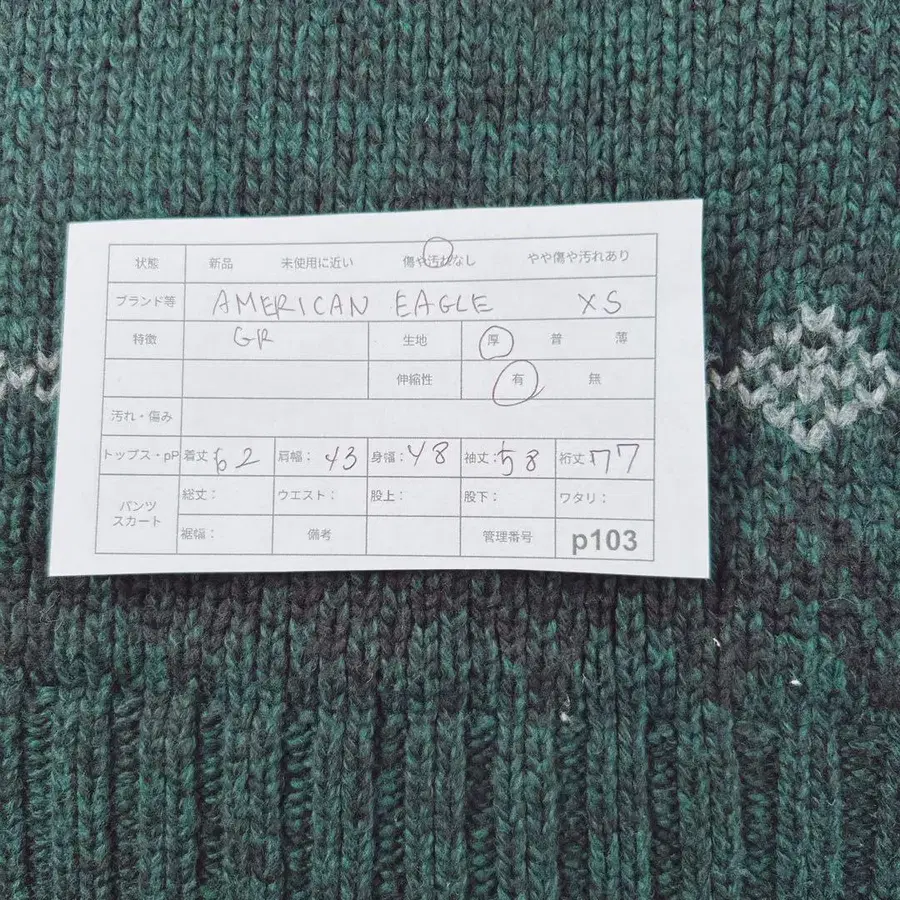 状態 新品 未使用に近い 傷や汚れなし やや傷や汚れあり
ブランド等 AMERICAN EAGLE XS
特徴 GR 生地 厚 普 薄
伸縮性 有 無
汚れ・傷み
トップス・pP 着丈:62 肩幅:43 身幅:48 袖丈:58 裄丈:77
パンツ スカート 総丈: ウエスト: 股上: 股下: ワタリ:
裾幅: 備考 管理番号 p103